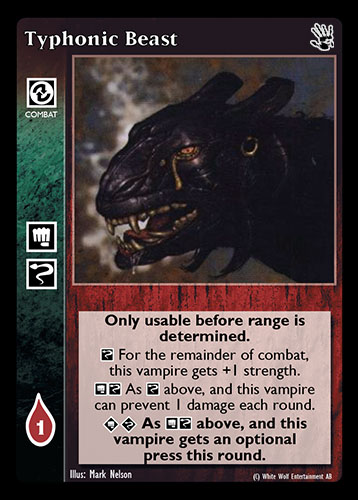 Typhonic Beast
COMBAT
Only usable before range is
determined.
For the remainder of combat,
this vampire gets +1 strength.
As above, and this vampire
can prevent 1 damage each round.
As above, and this
vampire gets an optional
press this round.
1
Illus: Mark Nelson
(C) White Wolf Entertainment AB